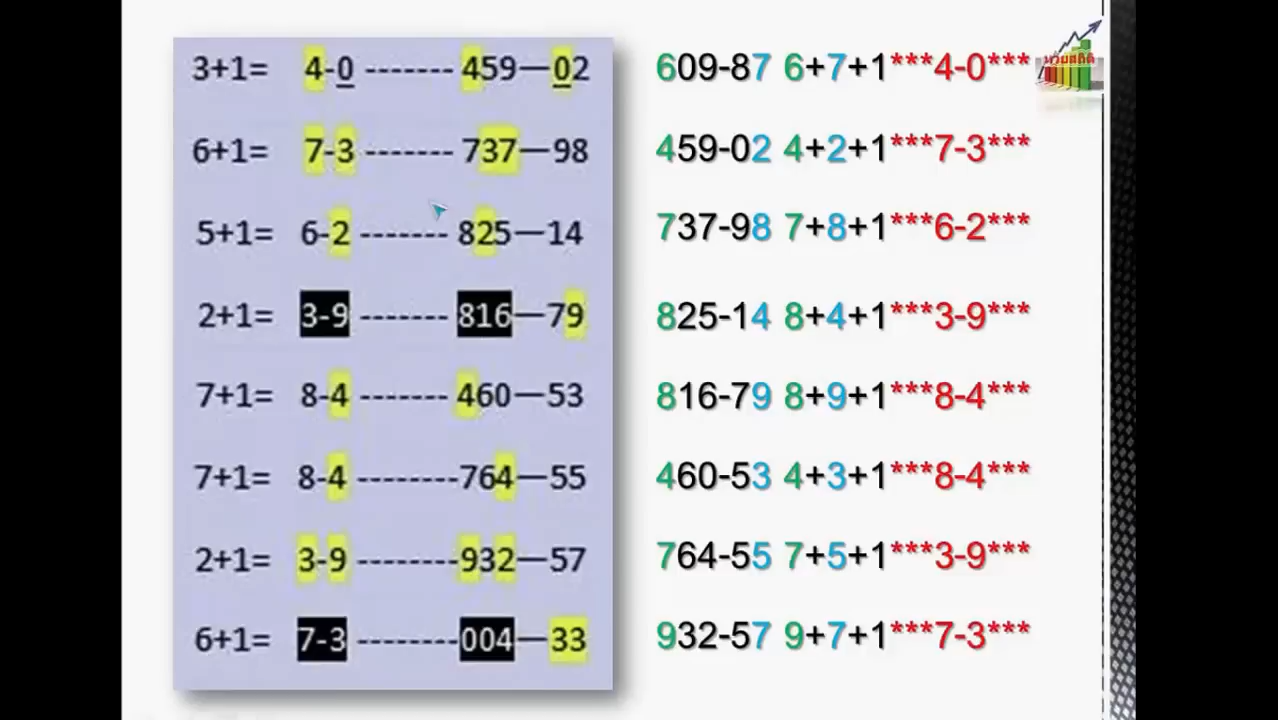 3+1= 4-0 ------- 459—02 609-87 6+7+1***4-0***
6+1= 7-3 ------- 737—98 459-02 4+2+1***7-3***
5+1= 6-2 ------- 825—14 737-98 7+8+1***6-2***
2+1= 3-9 ------- 816—79 825-14 8+4+1***3-9***
7+1= 8-4 ------- 460—53 816-79 8+9+1***8-4***
7+1= 8-4 --------764—55 460-53 4+3+1***8-4***
2+1= 3-9 --------932—57 764-55 7+5+1***3-9***
6+1= 7-3 --------004—33 932-57 9+7+1***7-3***